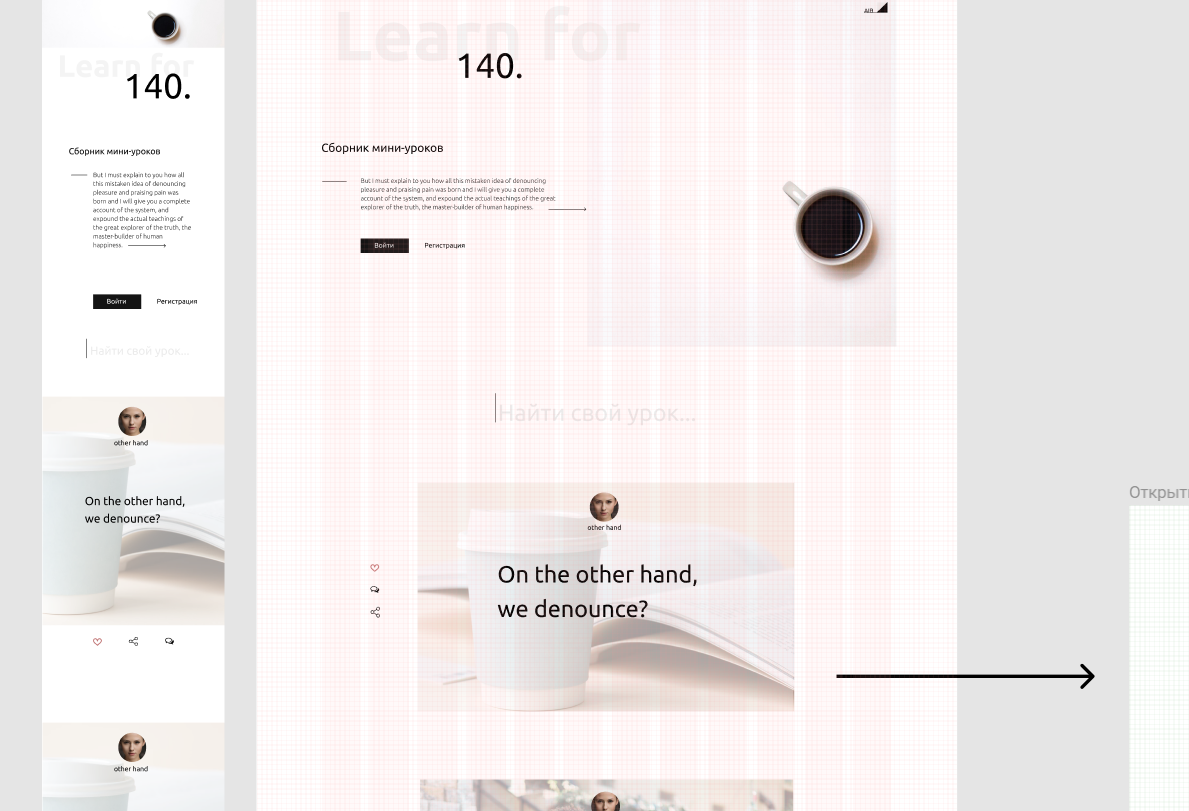 Learn for
140.
Сборник мини-уроков
But I must explain to you how all
this mistaken idea of denouncing
pleasure and praising pain was
born and I will give you a complete
account of the system, and
expound the actual teachings of
the great explorer of the truth, the
master-builder of human
happiness.
Войти
Регистрация
Найти свой урок...
other hand
On the other hand,
we denounce?
other hand
AIR
Learn for
140.
Сборник мини-уроков
But I must explain to you how all this mistaken idea of denouncing
pleasure and praising pain was born and I will give you a complete
account of the system, and expound the actual teachings of the great
explorer of the truth, the master-builder of human happiness.
Войти
Регистрация
Найти свой урок...
other hand
On the other hand,
we denounce?